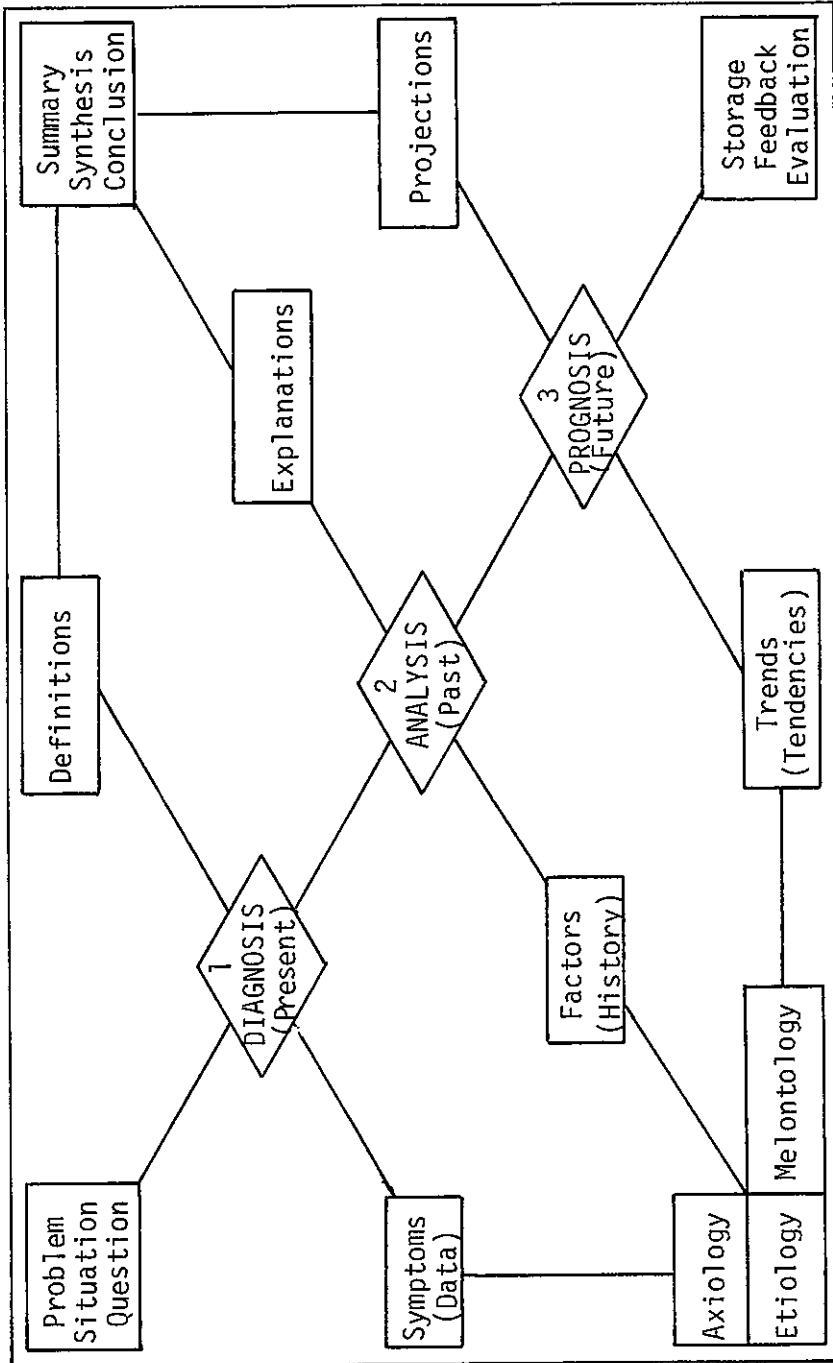 Problem
Situation
Question
Definitions
Summary
Synthesis
Conclusion
1
DIAGNOSIS
(Present)
Explanations
Symptoms
(Data)
2
ANALYSIS
(Past)
Projections
Factors
(History)
3
PROGNOSIS
(Future)
Axiology
Etiology
Melontology
Trends
(Tendencies)
Storage
Feedback
Evaluation